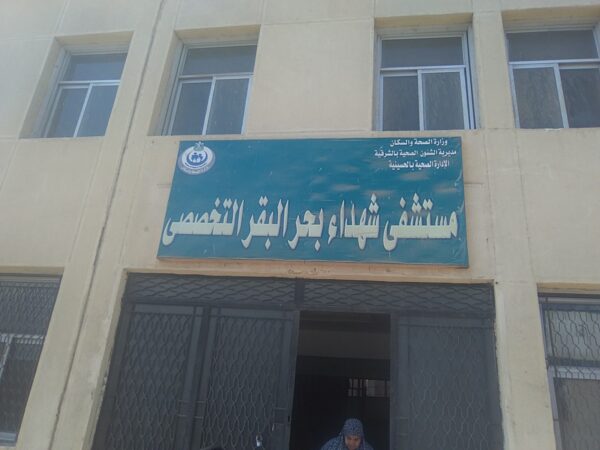 وزارة الصحة والسكان
مديرية الشئون الصحية بالشرقية
الإدارة الصحية بالحسينية
مستشفى شهداء بحر البقر التخصصى